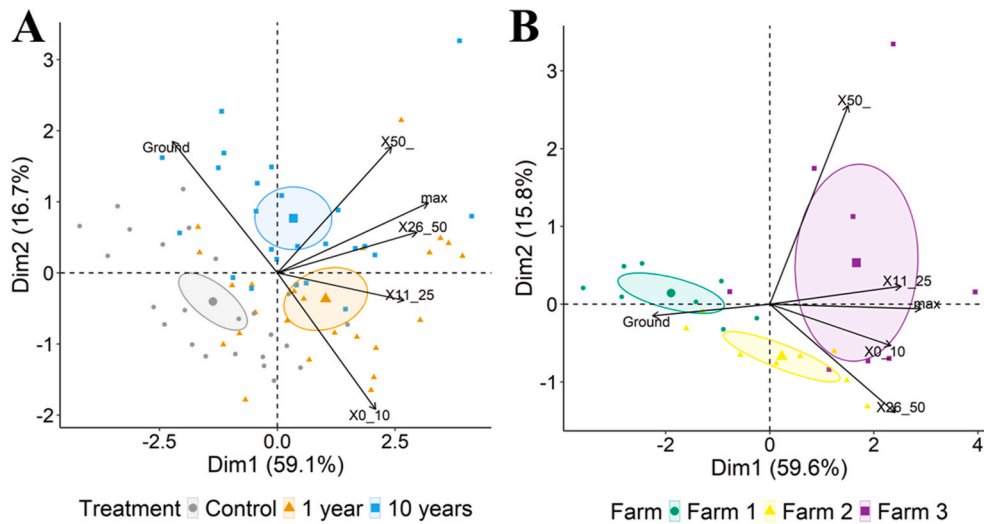 A
3
2
1
0
-1
-2
Dim2 (16.7%)
Ground
X50_
max
X26_50
X11_25
X0_10
-2.5
0.0
2.5
Dim1 (59.1%)
Treatment Control 1 year 10 years
B
3
2
1
0
-1
Dim2 (15.8%)
X50_
X11_25
max
Ground
X0_10
X26_50
-2
0
2
4
Dim1 (59.6%)
Farm Farm 1 Farm 2 Farm 3